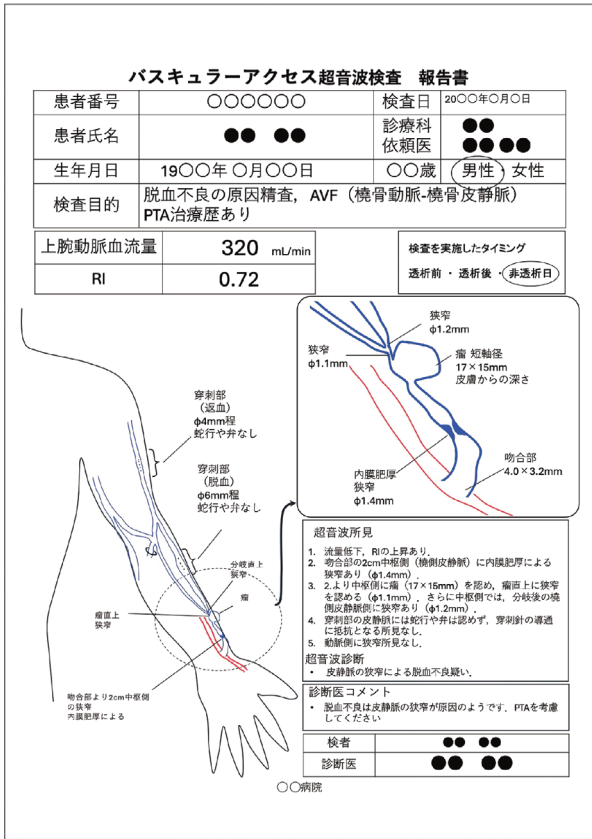 バスキュラーアクセス超音波検査 報告書
患者番号 ○○○○○○ 検査日 20○○年○月○日
患者氏名 ●● ●● 診療科 ●●
依頼医 ●● ●●
生年月日 19○○年 ○月○○日 ○○歳 男性・女性
検査目的 脱血不良の原因精査，AVF（橈骨動脈-橈骨皮静脈）
PTA治療歴あり
上腕動脈血流量 320 mL/min
RI 0.72
検査を実施したタイミング
透析前・透析後・非透析日
狭窄
φ1.2mm
狭窄
φ1.1mm
瘤 短軸径
17×15mm
皮膚からの深さ
内膜肥厚
狭窄
φ1.4mm
吻合部
4.0×3.2mm
穿刺部
（返血）
φ4mm程
蛇行や弁なし
穿刺部
（脱血）
φ6mm程
蛇行や弁なし
分岐直上
狭窄
瘤
瘤直上
狭窄
吻合部より2cm中枢側
の狭窄
内膜肥厚による
超音波所見
1. 流量低下，RIの上昇あり．
2. 吻合部の2cm中枢側（橈側皮静脈）に内膜肥厚による
狭窄あり（φ1.4mm）．
3. 2.より中枢に瘤（17×15mm）を認め，瘤直上に狭窄
を認める（φ1.1mm）．さらに中枢側では，分岐後の橈
側皮静脈側に狭窄あり（φ1.2mm）．
4. 穿刺部の皮静脈には蛇行や弁は認めず，穿刺針の導通
に抵抗となる所見なし．
5. 動脈側に狭窄所見なし．
超音波診断
・ 皮静脈の狭窄による脱血不良疑い．
診断医コメント
・ 脱血不良は皮静脈の狭窄が原因のようです．PTAを考慮
してください
検者 ●● ●●
診断医 ●● ●●
○○病院